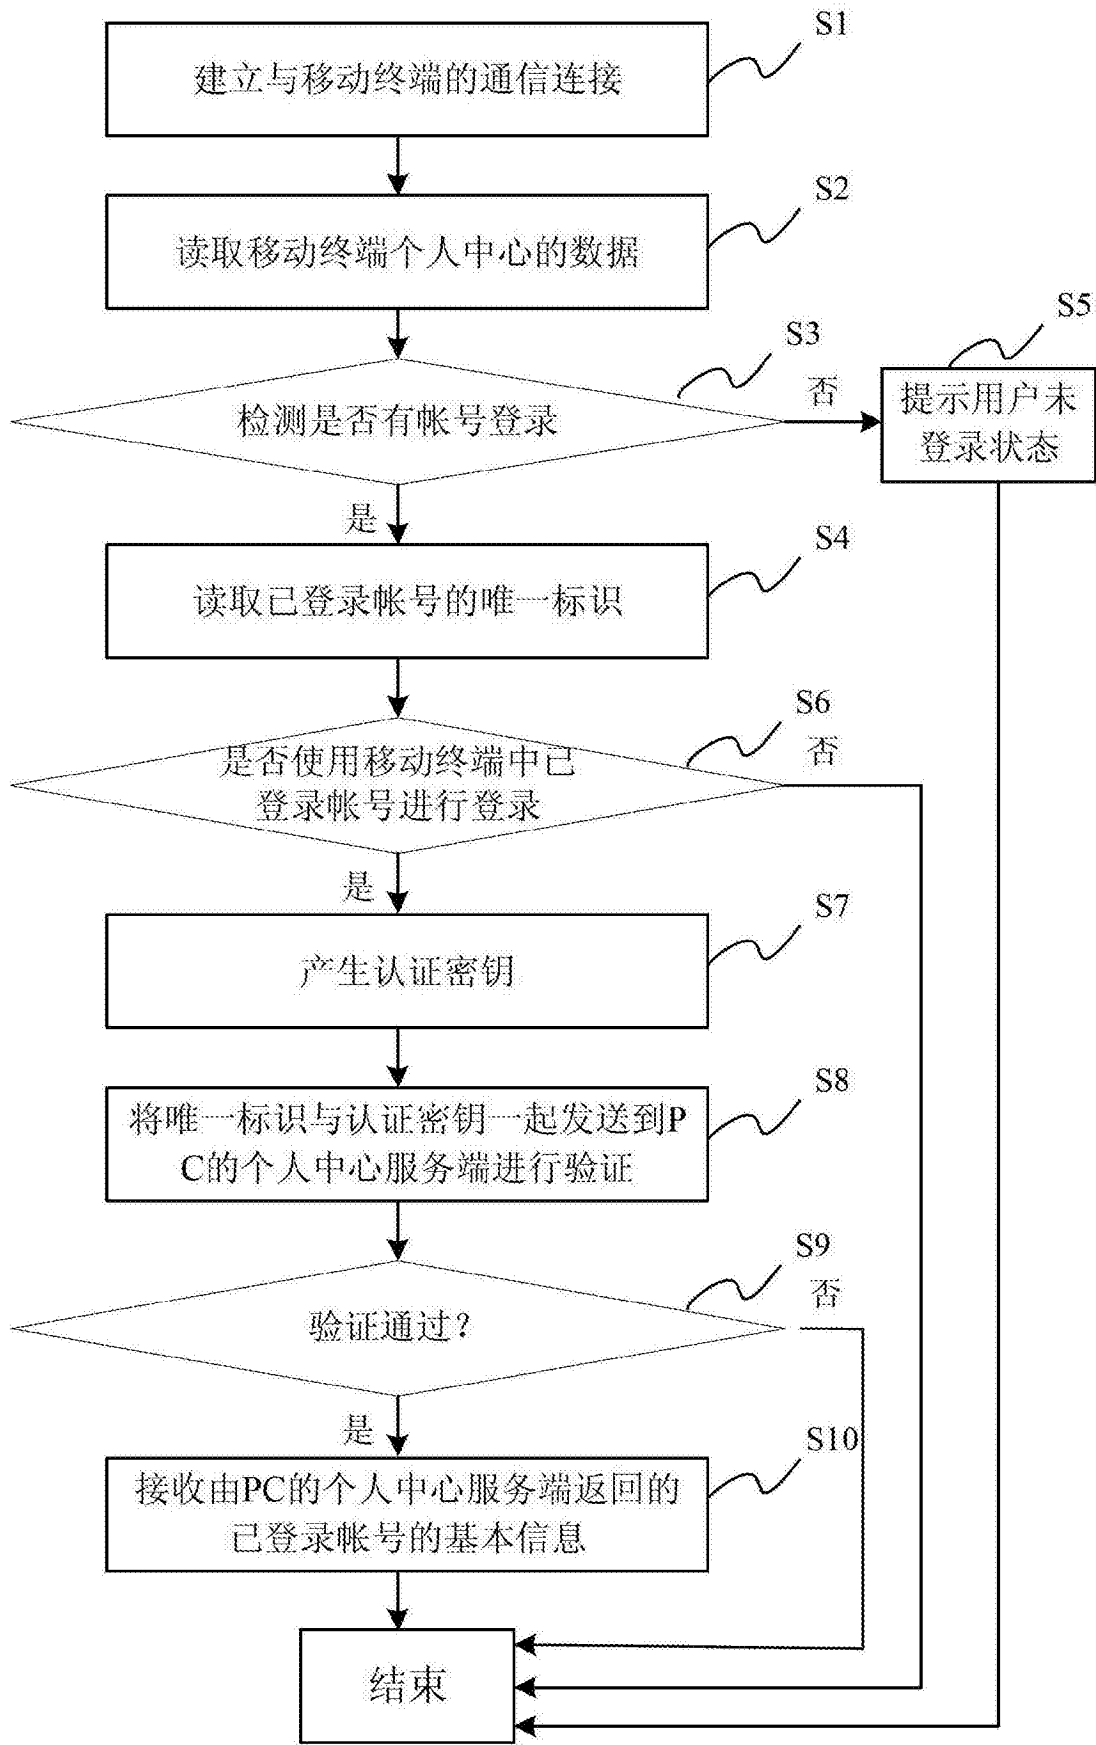 S1
建立与移动终端的通信连接
S2
读取移动终端个人中心的数据
S3
检测是否有帐号登录
否
S5
提示用户未
登录状态
是
S4
读取已登录帐号的唯一标识
S6
是否使用移动终端中已
登录帐号进行登录
否
是
S7
产生认证密钥
S8
将唯一标识与认证密钥一起发送到P
C的个人中心服务端进行验证
S9
验证通过？
否
是
S10
接收由PC的个人中心服务端返回的
已登录帐号的基本信息
结束